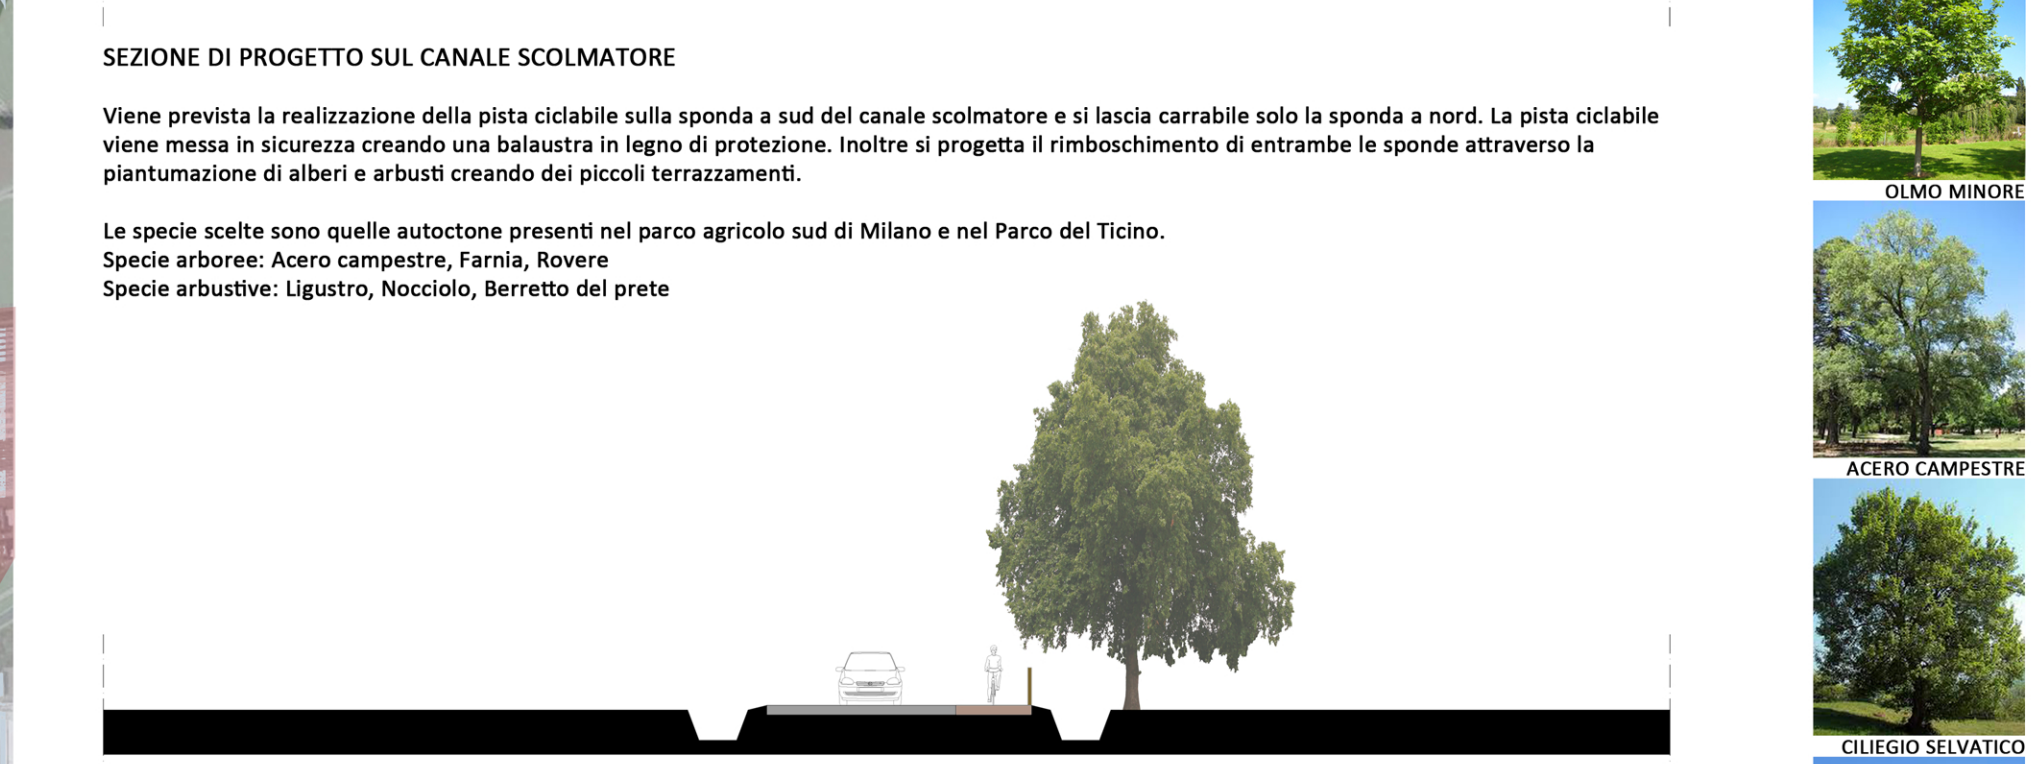 SEZIONE DI PROGETTO SUL CANALE SCOLMATORE
Viene prevista la realizzazione della pista ciclabile sulla sponda a sud del canale scolmatore e si lascia carrabile solo la sponda a nord. La pista ciclabile
viene messa in sicurezza creando una balaustra in legno di protezione. Inoltre si progetta il rimboschimento di entrambe le sponde attraverso la
piantumazione di alberi e arbusti creando dei piccoli terrazzamenti.
Le specie scelte sono quelle autoctone presenti nel parco agricolo sud di Milano e nel Parco del Ticino.
Specie arboree: Acero campestre, Farnia, Rovere
Specie arbustive: Ligustro, Nocciolo, Berretto del prete
OLMO MINORE
ACERO CAMPESTRE
CILIEGIO SELVATICO